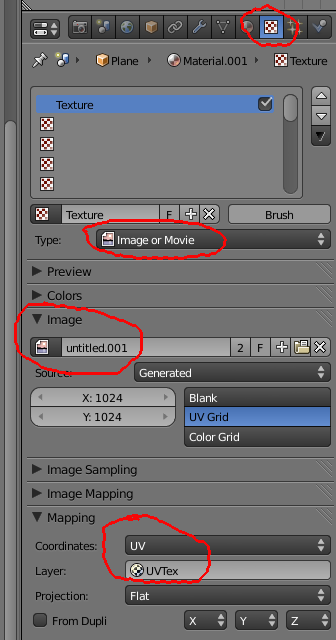 Plane Material.001 Texture
Texture
Texture F Brush
Type: Image or Movie
Preview
Colors
Image
untitled.001 2 F
Source: Generated
X: 1024 Blank
Y: 1024 UV Grid
Color Grid
Image Sampling
Image Mapping
Mapping
Coordinates: UV
Layer: UVTex
Projection: Flat
From Dupli X Y Z